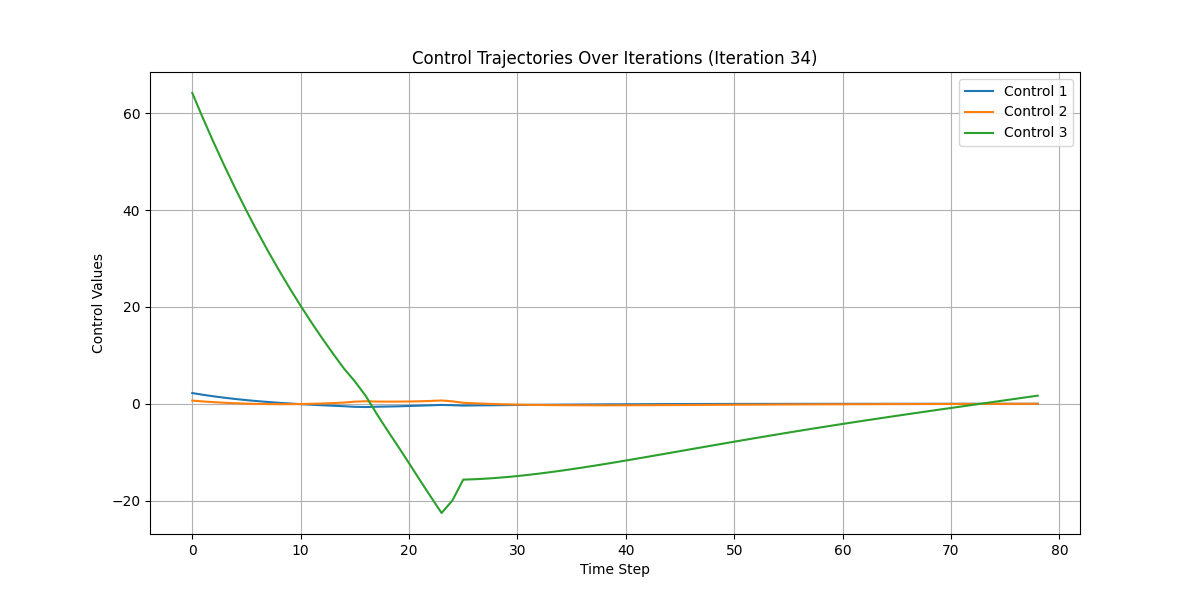 Control Trajectories Over Iterations (Iteration 34)
Control 1
Control 2
Control 3
60
40
20
0
−20
Control Values
0 10 20 30 40 50 60 70 80
Time Step